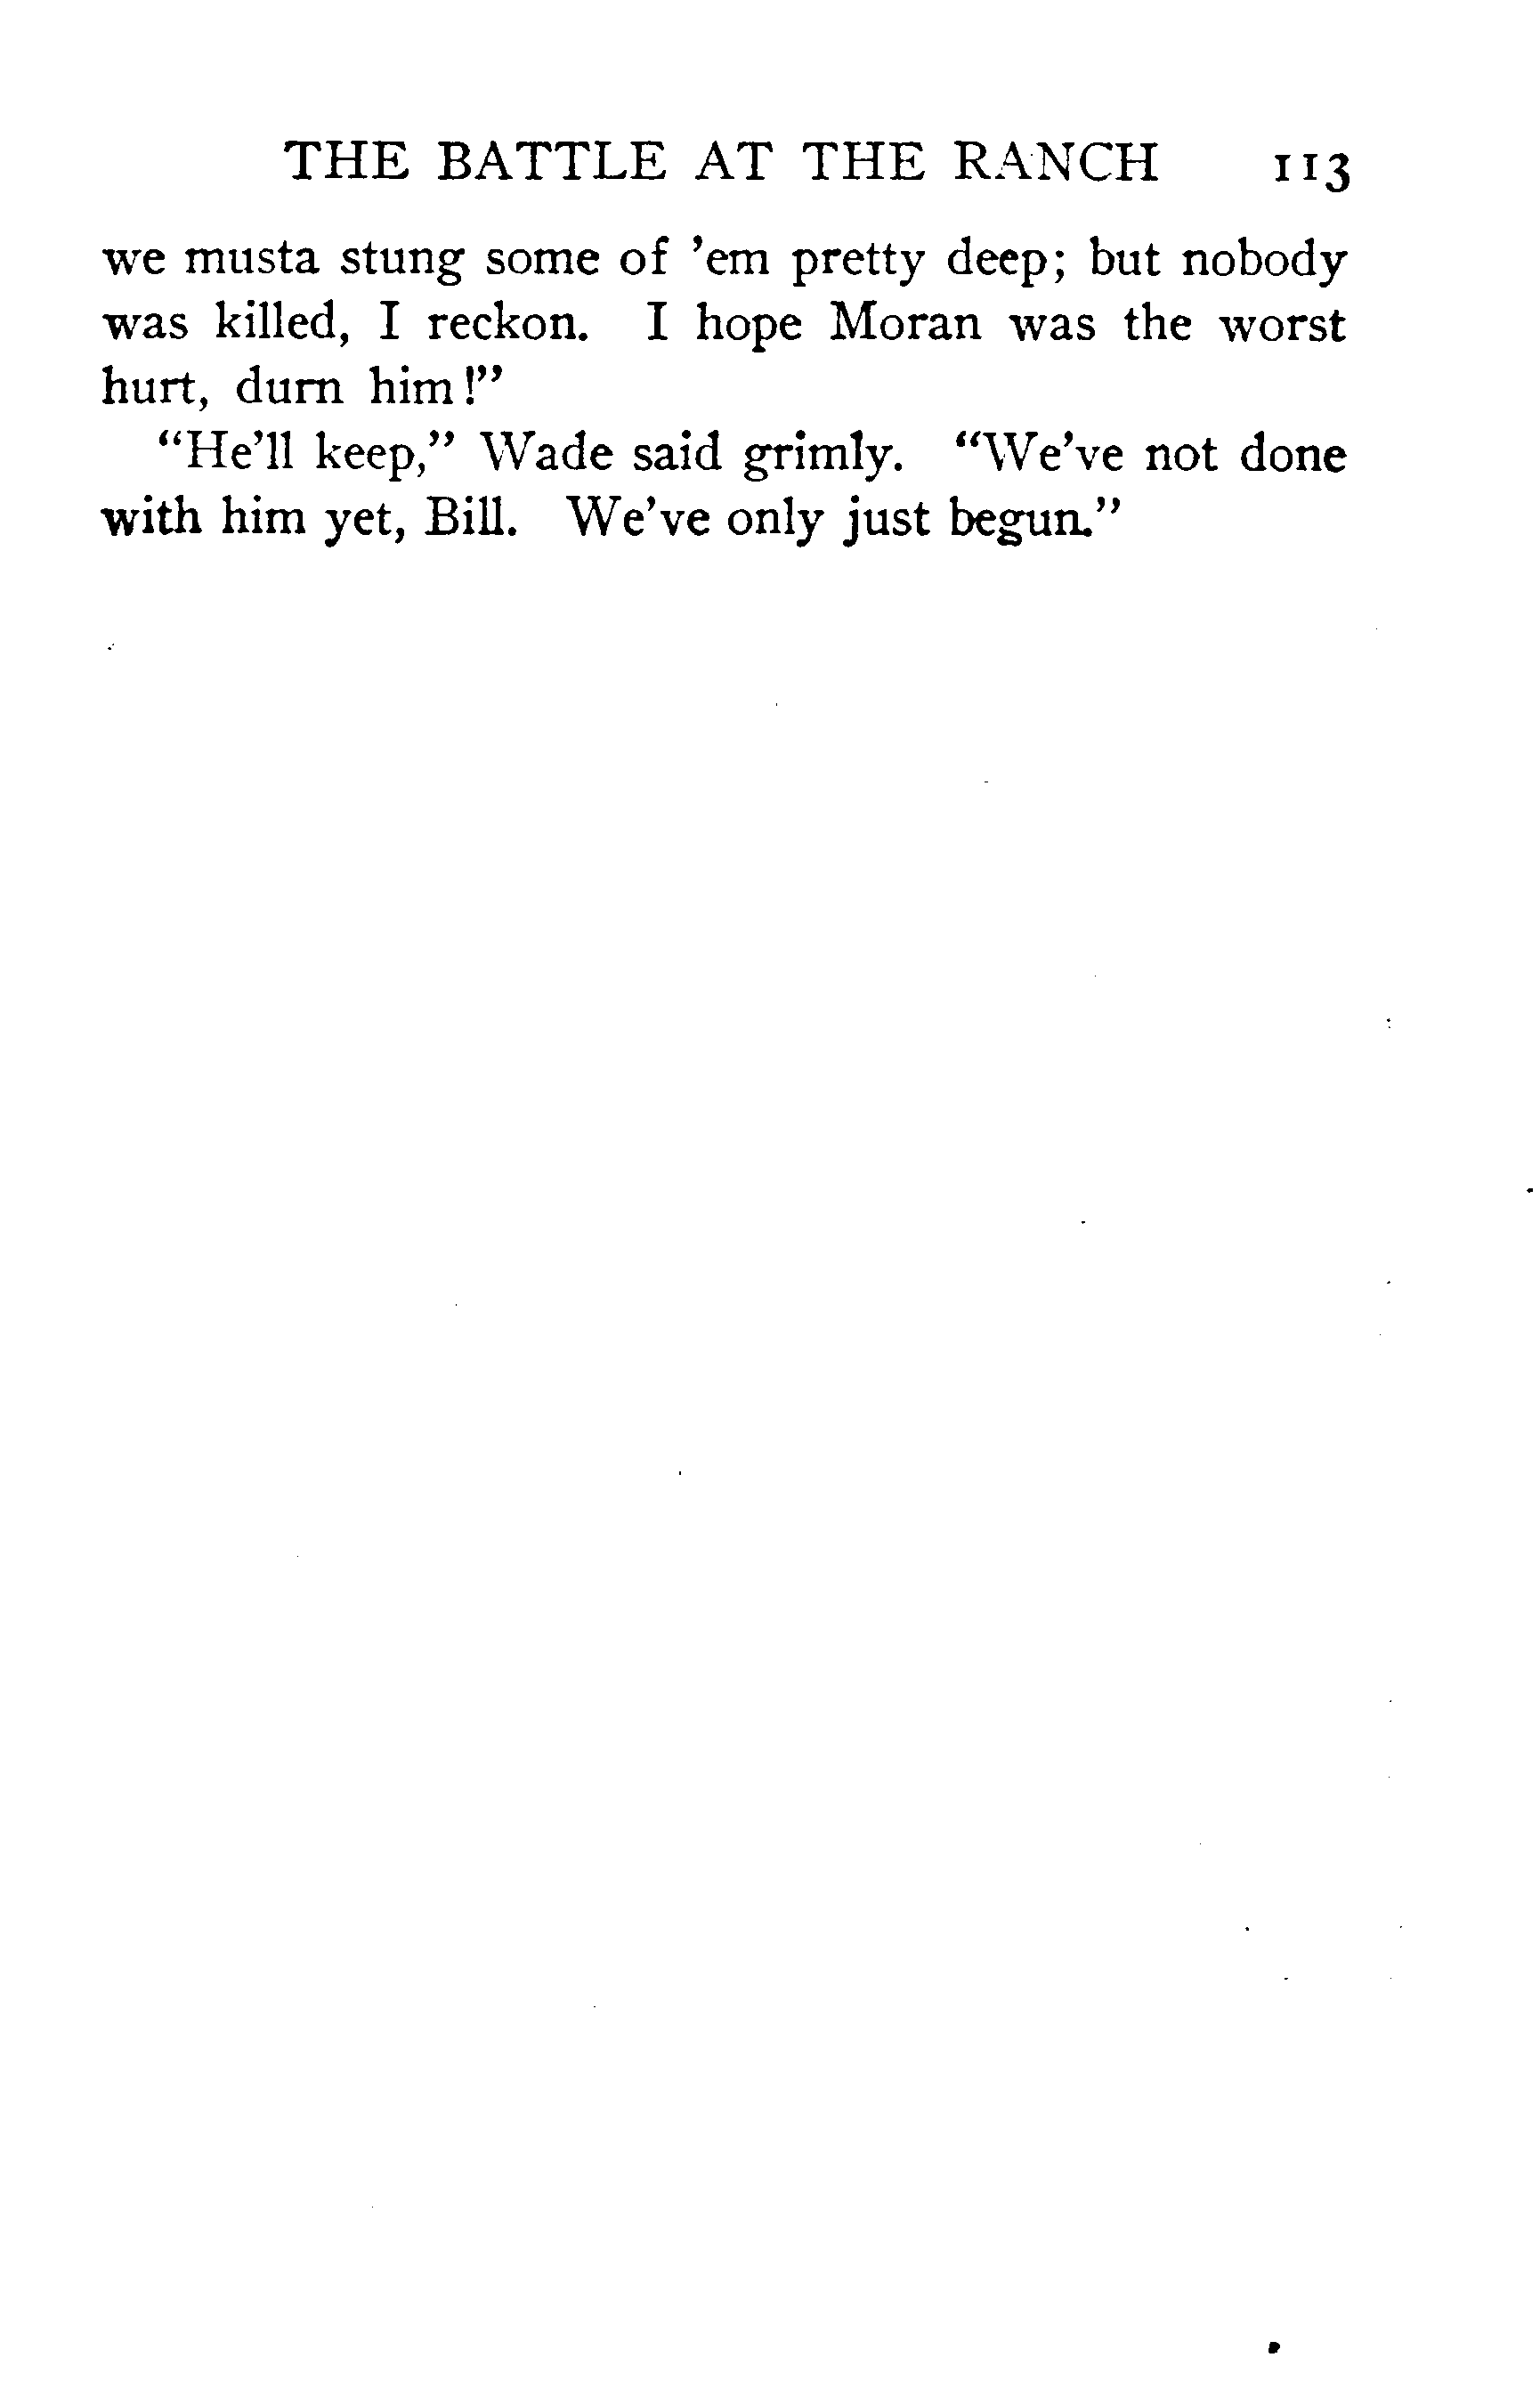 THE BATTLE AT THE RANCH 113
we musta stung some of 'em pretty deep; but nobody
was killed, I reckon. I hope Moran was the worst
hurt, durn him!"
"He'll keep," Wade said grimly. "We've not done
with him yet, Bill. We've only just begun."